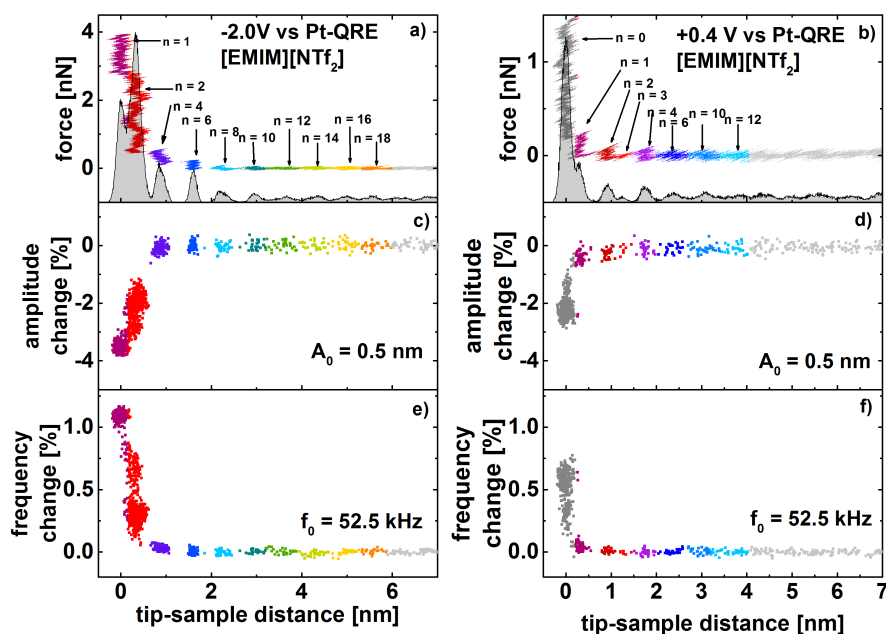 a)
-2.0V vs Pt-QRE
[EMIM][NTf₂]
n = 1
n = 2
n = 4
n = 6
n = 8
n = 10
n = 12
n = 14
n = 16
n = 18
force [nN]
4
2
0
b)
+0.4 V vs Pt-QRE
[EMIM][NTf₂]
n = 0
n = 1
n = 2
n = 3
n = 4
n = 6
n = 10
n = 12
force [nN]
1
0
c)
amplitude
change [%]
0
-2
-4
A₀ = 0.5 nm
d)
amplitude
change [%]
0
-2
-4
A₀ = 0.5 nm
e)
frequency
change [%]
1.0
0.5
0.0
f₀ = 52.5 kHz
0 2 4 6
tip-sample distance [nm]
f)
frequency
change [%]
1.0
0.5
0.0
f₀ = 52.5 kHz
0 1 2 3 4 5 6 7
tip-sample distance [nm]